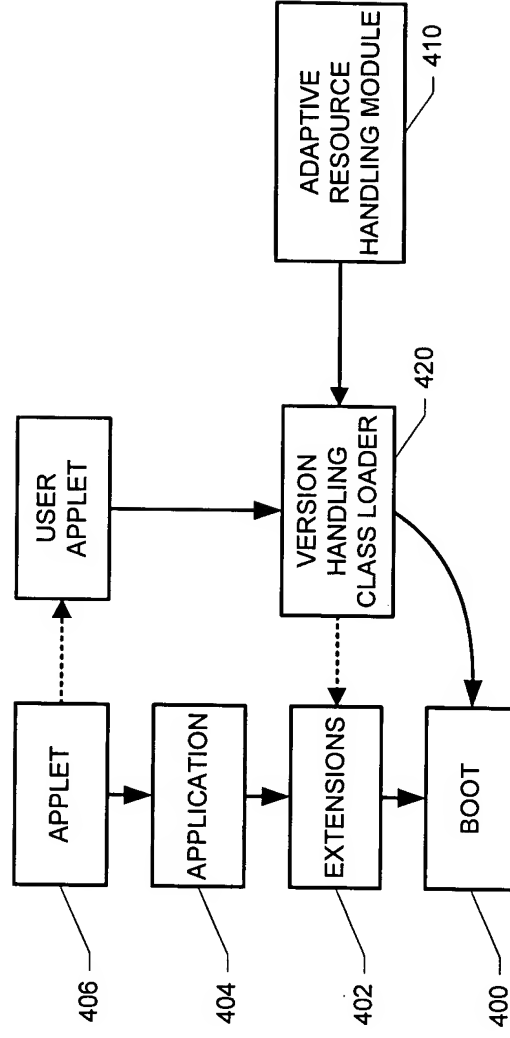 ADAPTIVE
RESOURCE
HANDLING MODULE
410
USER
APPLET
VERSION
HANDLING
CLASS LOADER
420
APPLET
406
APPLICATION
404
EXTENSIONS
402
BOOT
400